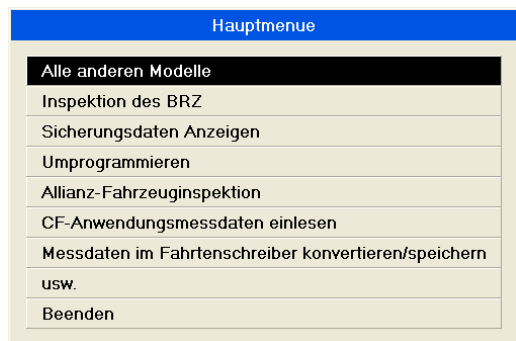 Hauptmenue
Alle anderen Modelle
Inspektion des BRZ
Sicherungsdaten Anzeigen
Umprogrammieren
Allianz-Fahrzeuginspektion
CF-Anwendungsmessdaten einlesen
Messdaten im Fahrtenschreiber konvertieren/speichern
usw.
Beenden